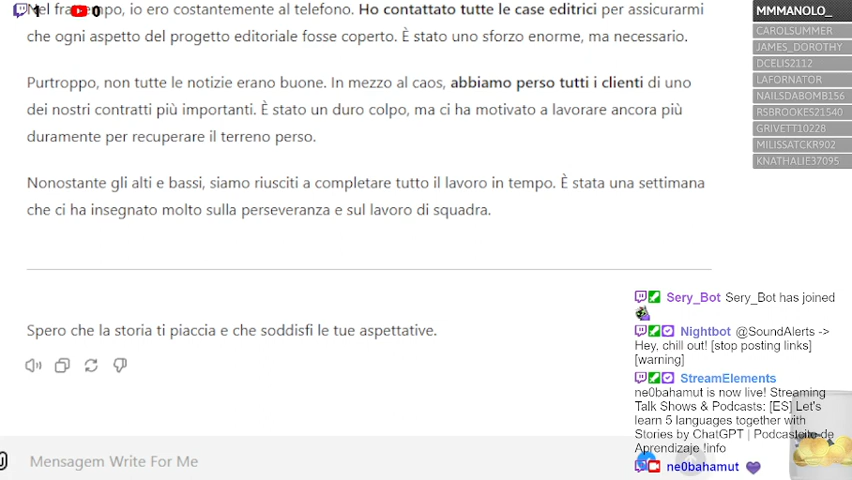 Nel frattempo, io ero costantemente al telefono. Ho contattato tutte le case editrici per assicurarmi
che ogni aspetto del progetto editoriale fosse coperto. È stato uno sforzo enorme, ma necessario.
Purtroppo, non tutte le notizie erano buone. In mezzo al caos, abbiamo perso tutti i clienti di uno
dei nostri contratti più importanti. È stato un duro colpo, ma ci ha motivato a lavorare ancora più
duramente per recuperare il terreno perso.
Nonostante gli alti e bassi, siamo riusciti a completare tutto il lavoro in tempo. È stata una settimana
che ci ha insegnato molto sulla perseveranza e sul lavoro di squadra.
Spero che la storia ti piaccia e che soddisfi le tue aspettative.
Mensagem Write For Me
1
0
MMMANOLO_
CAROLSUMMER
JAMES_DOROTHY
DCELIS2112
LAFORNATOR
NAILSDABOMB156
RSBROOKES21540
GRIVETT10228
MILISSATCKR902
KNATHALIE37095
Sery_Bot Sery_Bot has joined
Nightbot @SoundAlerts ->
Hey, chill out! [stop posting links]
[warning]
StreamElements
ne0bahamut is now live! Streaming
Talk Shows & Podcasts: [ES] Let's
learn 5 languages together with
Stories by ChatGPT | Podcasteito de
Aprendizaje !info
ne0bahamut